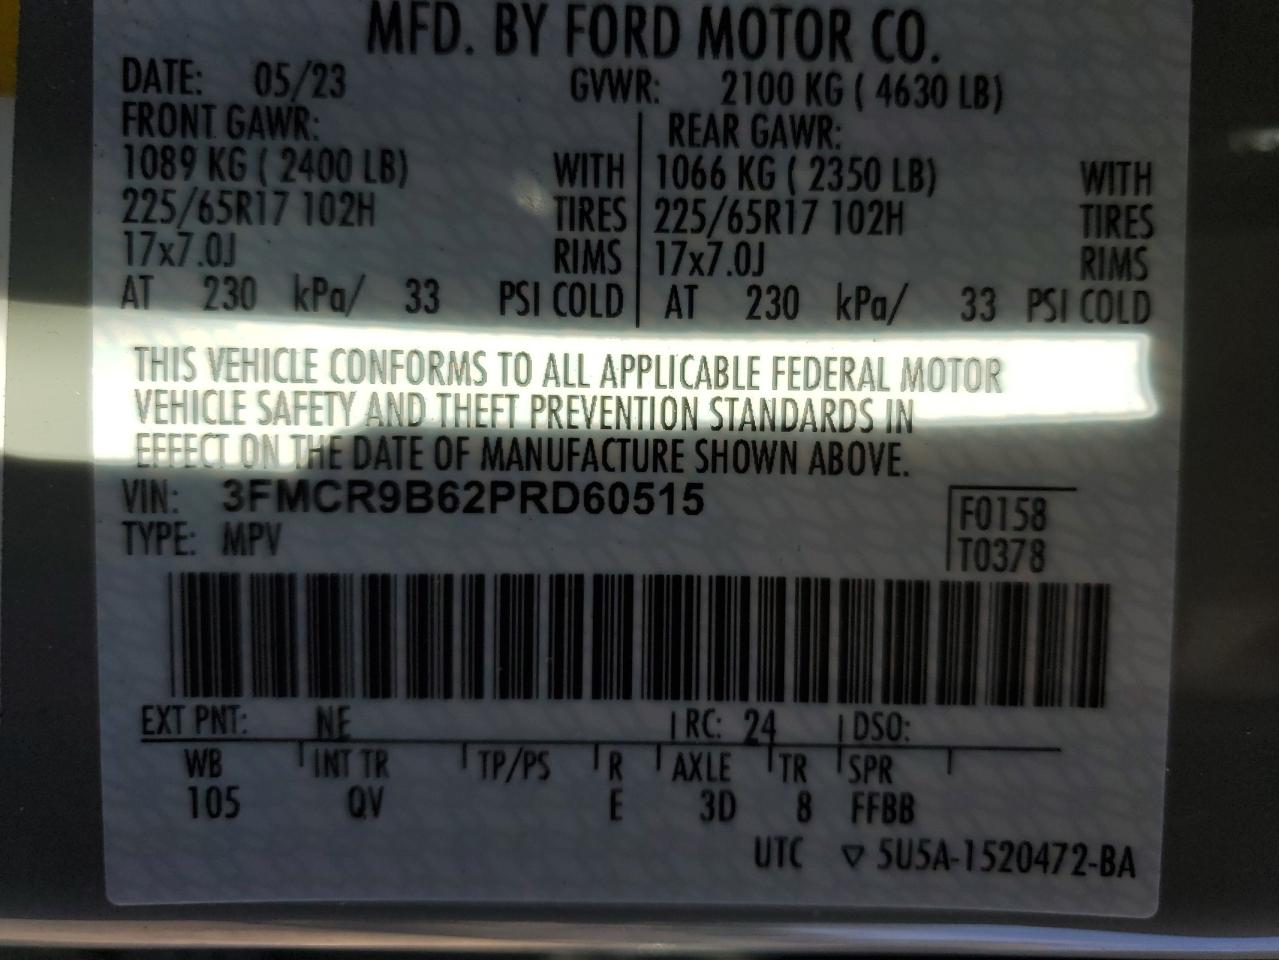 MFD. BY FORD MOTOR CO.
DATE: 05/23 GVWR: 2100 KG ( 4630 LB)
FRONT GAWR: REAR GAWR:
1089 KG ( 2400 LB) WITH 1066 KG ( 2350 LB) WITH
225/65R17 102H TIRES 225/65R17 102H TIRES
17x7.0J RIMS 17x7.0J RIMS
AT 230 kPa/ 33 PSI COLD AT 230 kPa/ 33 PSI COLD
THIS VEHICLE CONFORMS TO ALL APPLICABLE FEDERAL MOTOR
VEHICLE SAFETY AND THEFT PREVENTION STANDARDS IN
EFFECT ON THE DATE OF MANUFACTURE SHOWN ABOVE.
VIN: 3FMCR9B62PRD60515 F0158
TYPE: MPV T0378
EXT PNT: NE RC: 24 DSO:
WB INT TR TP/PS R AXLE TR SPR
105 QV E 3D 8 FFBB
UTC ▽ 5U5A-1520472-BA